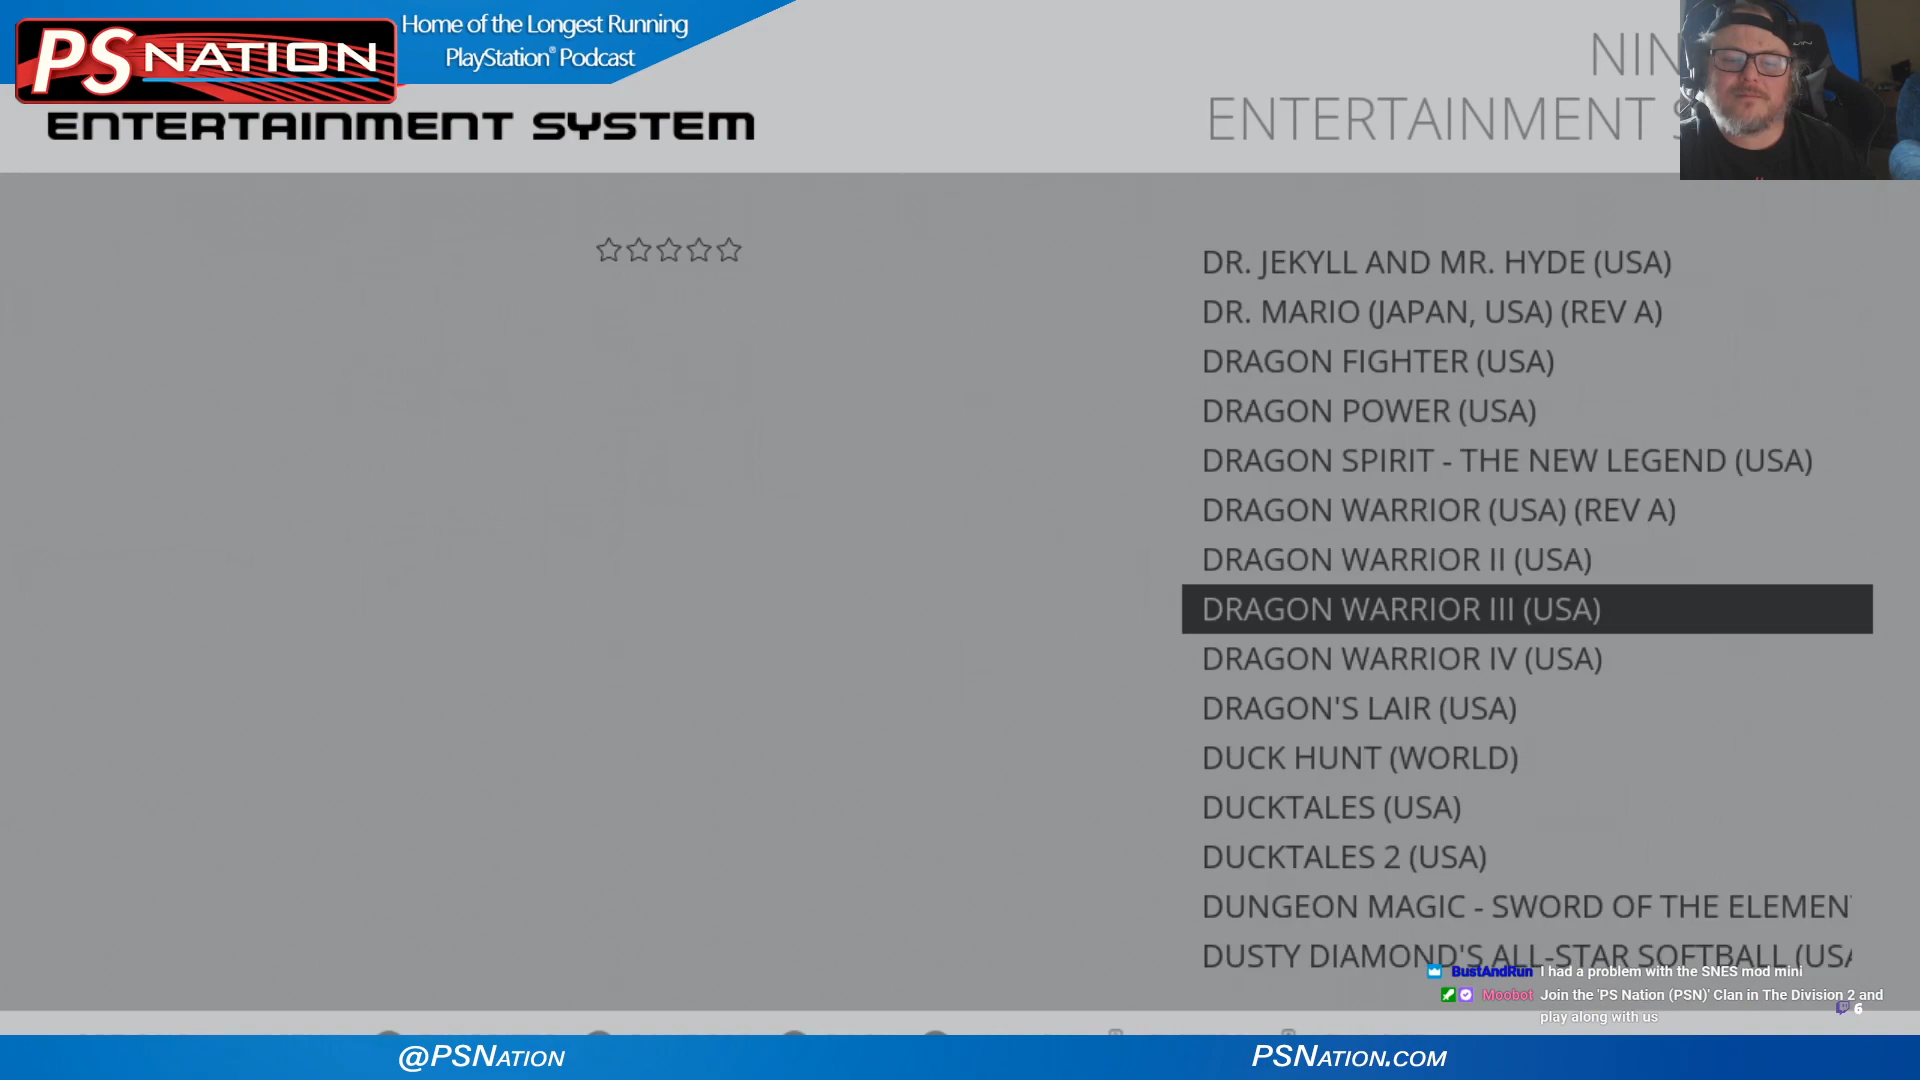 PS NATION
Home of the Longest Running
PlayStation® Podcast
ENTERTAINMENT SYSTEM
NIN
ENTERTAINMENT S
DR. JEKYLL AND MR. HYDE (USA)
DR. MARIO (JAPAN, USA) (REV A)
DRAGON FIGHTER (USA)
DRAGON POWER (USA)
DRAGON SPIRIT - THE NEW LEGEND (USA)
DRAGON WARRIOR (USA) (REV A)
DRAGON WARRIOR II (USA)
DRAGON WARRIOR III (USA)
DRAGON WARRIOR IV (USA)
DRAGON'S LAIR (USA)
DUCK HUNT (WORLD)
DUCKTALES (USA)
DUCKTALES 2 (USA)
DUNGEON MAGIC - SWORD OF THE ELEMEN
DUSTY DIAMOND'S ALL-STAR SOFTBALL (USA
BustAndRun I had a problem with the SNES mod mini
Moobot Join the 'PS Nation (PSN)' Clan in The Division 2 and
play along with us
6
@PSNATION
PSNATION.COM